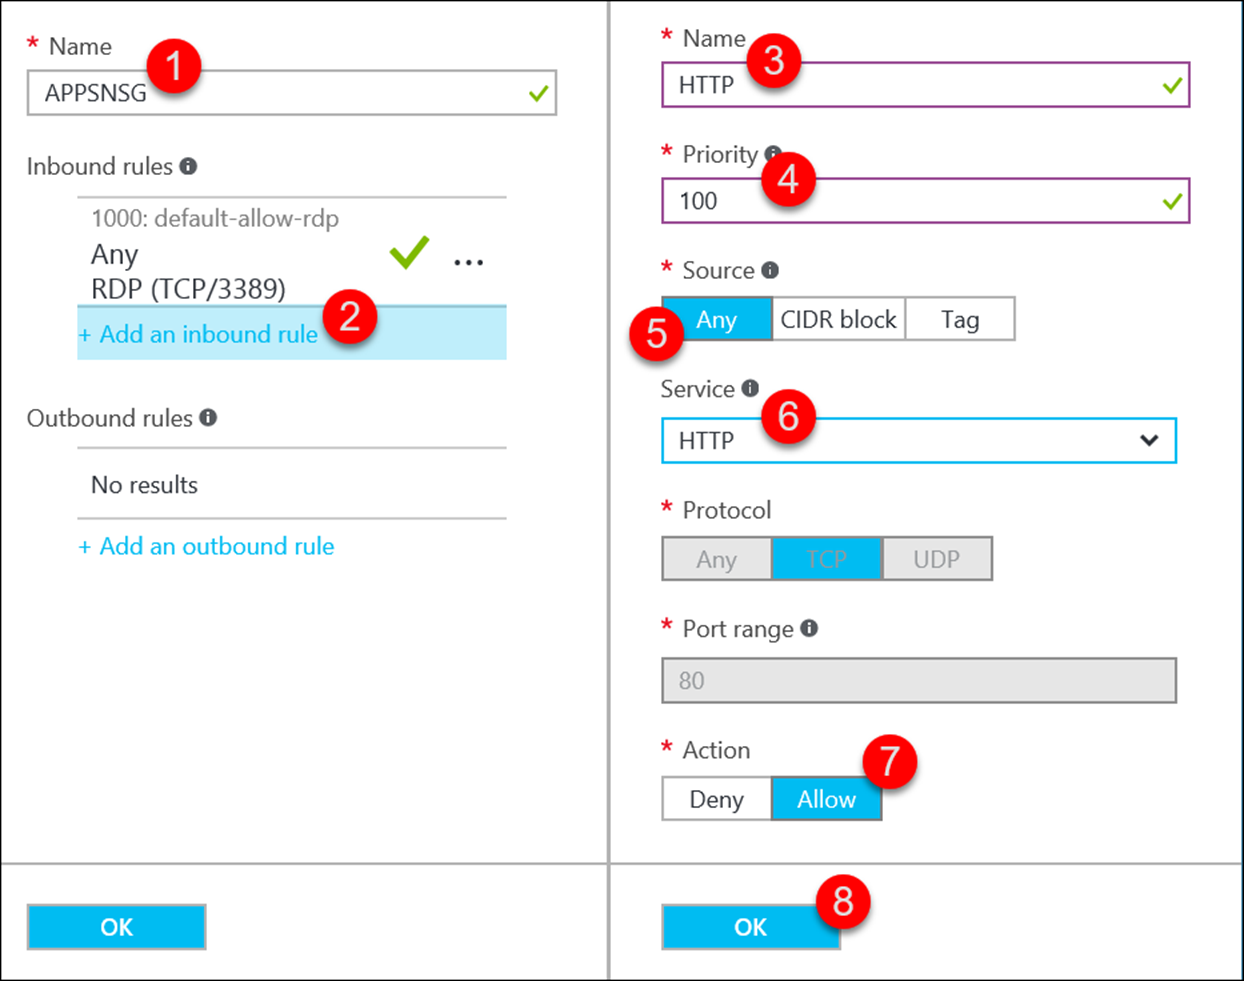 * Name
1
APPSNSG
Inbound rules
1000: default-allow-rdp
Any
...
RDP (TCP/3389)
2
+ Add an inbound rule
Outbound rules
No results
+ Add an outbound rule
OK
* Name
3
HTTP
* Priority
4
100
* Source
5
Any CIDR block Tag
Service
6
HTTP
* Protocol
Any TCP UDP
* Port range
80
* Action
7
Deny Allow
8
OK